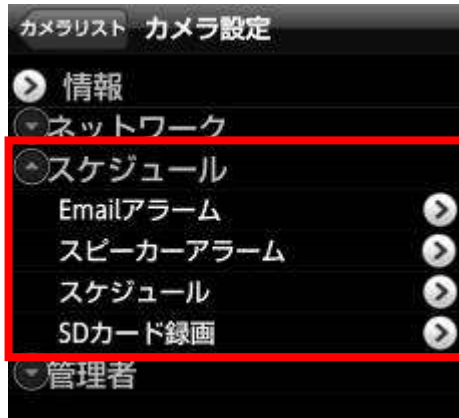 カメラリスト カメラ設定
情報
ネットワーク
スケジュール
Emailアラーム
スピーカーアラーム
スケジュール
SDカード録画
管理者